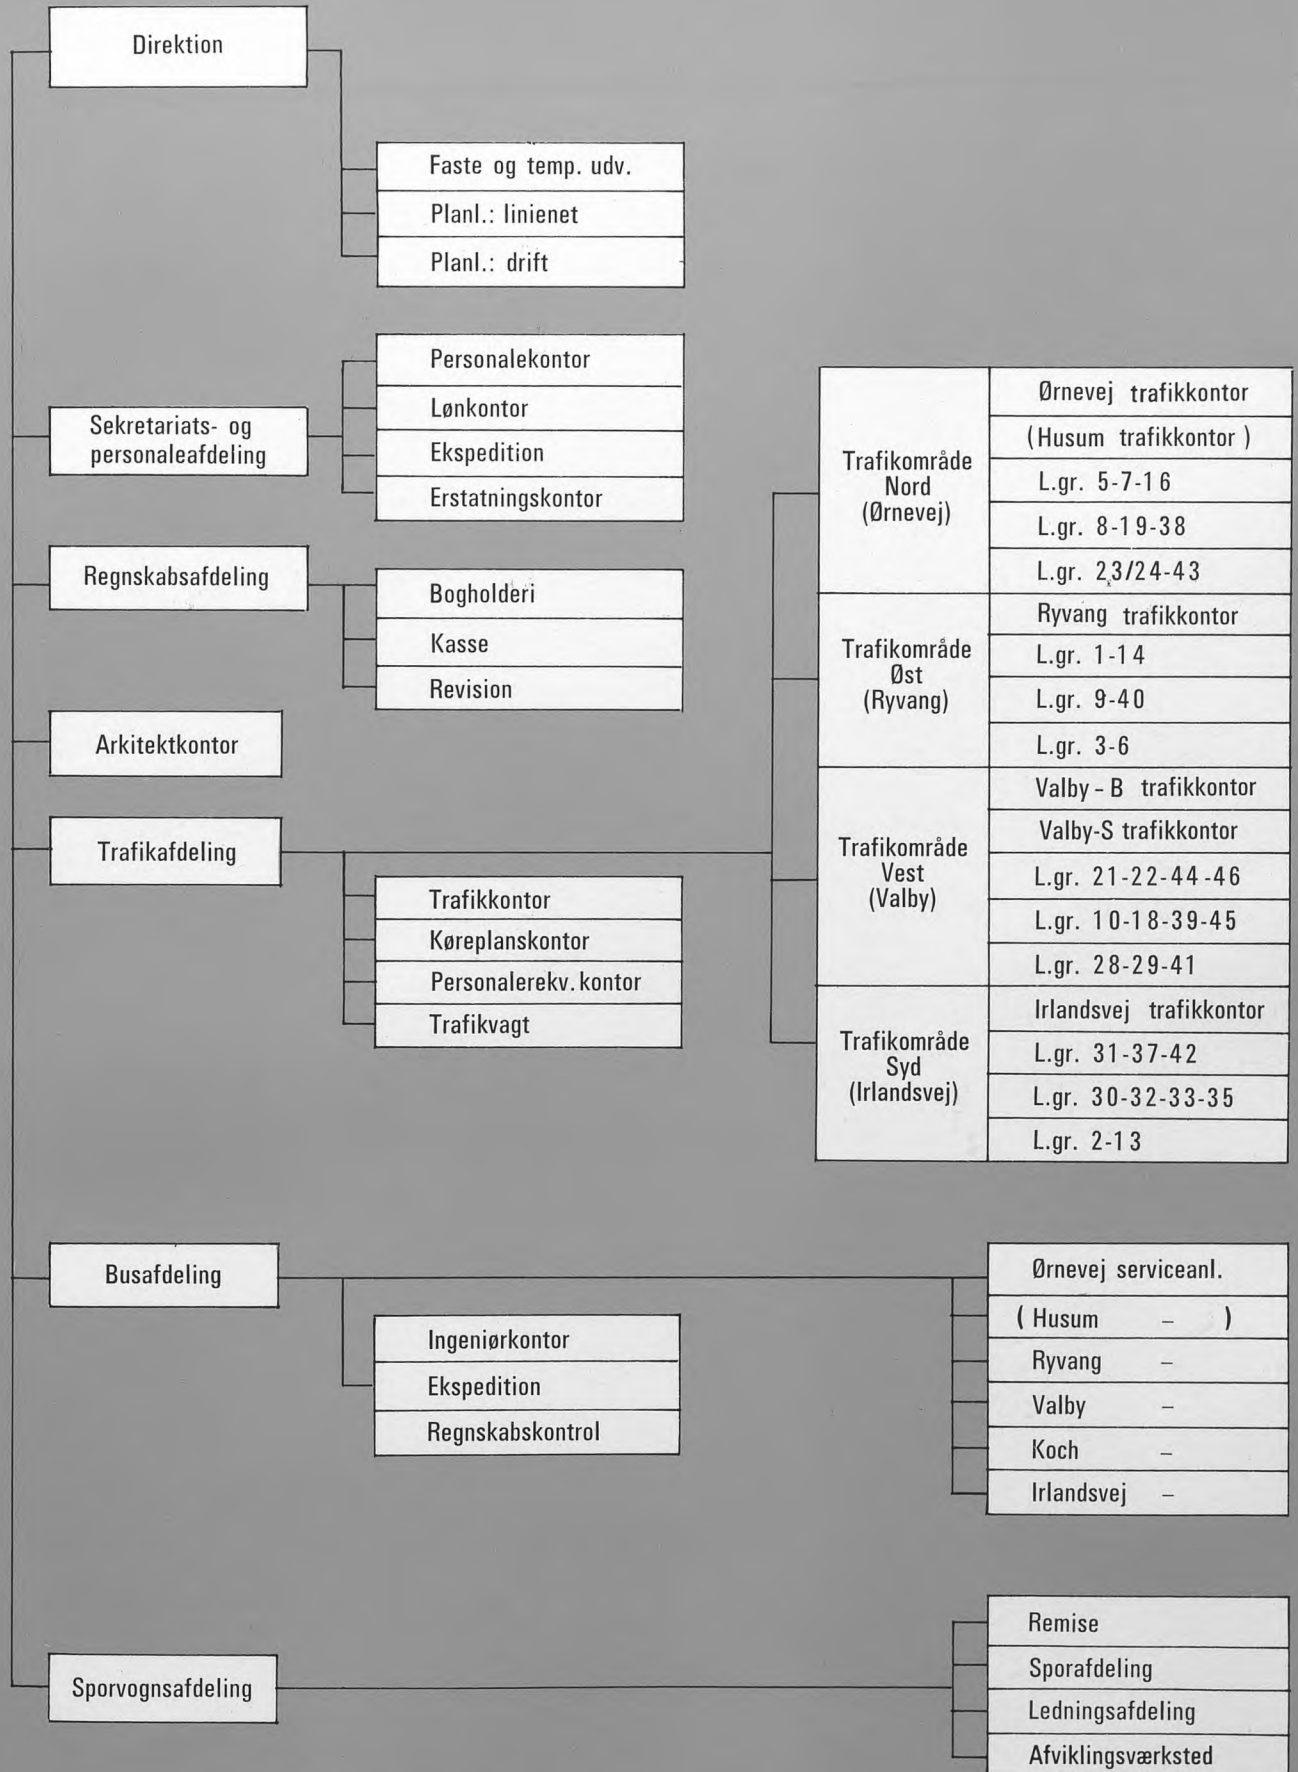 Direktion
Faste og temp. udv.
Planl.: linienet
Planl.: drift
Sekretariats- og
personaleafdeling
Personalekontor
Lønkontor
Ekspedition
Erstatningskontor
Regnskabsafdeling
Bogholderi
Kasse
Revision
Arkitektkontor
Trafikafdeling
Trafikkontor
Køreplanskontor
Personalerekv. kontor
Trafikvagt
Trafikområde
Nord
(Ørnevej)
Ørnevej trafikkontor
(Husum trafikkontor)
L.gr. 5-7-16
L.gr. 8-19-38
L.gr. 23/24-43
Trafikområde
Øst
(Ryvang)
Ryvang trafikkontor
L.gr. 1-14
L.gr. 9-40
L.gr. 3-6
Trafikområde
Vest
(Valby)
Valby - B trafikkontor
Valby-S trafikkontor
L.gr. 21-22-44-46
L.gr. 10-18-39-45
L.gr. 28-29-41
Trafikområde
Syd
(Irlandsvej)
Irlandsvej trafikkontor
L.gr. 31-37-42
L.gr. 30-32-33-35
L.gr. 2-13
Busafdeling
Ingeniørkontor
Ekspedition
Regnskabskontrol
Ørnevej serviceanl.
( Husum – )
Ryvang –
Valby –
Koch –
Irlandsvej –
Sporvognsafdeling
Remise
Sporafdeling
Ledningsafdeling
Afviklingsværksted